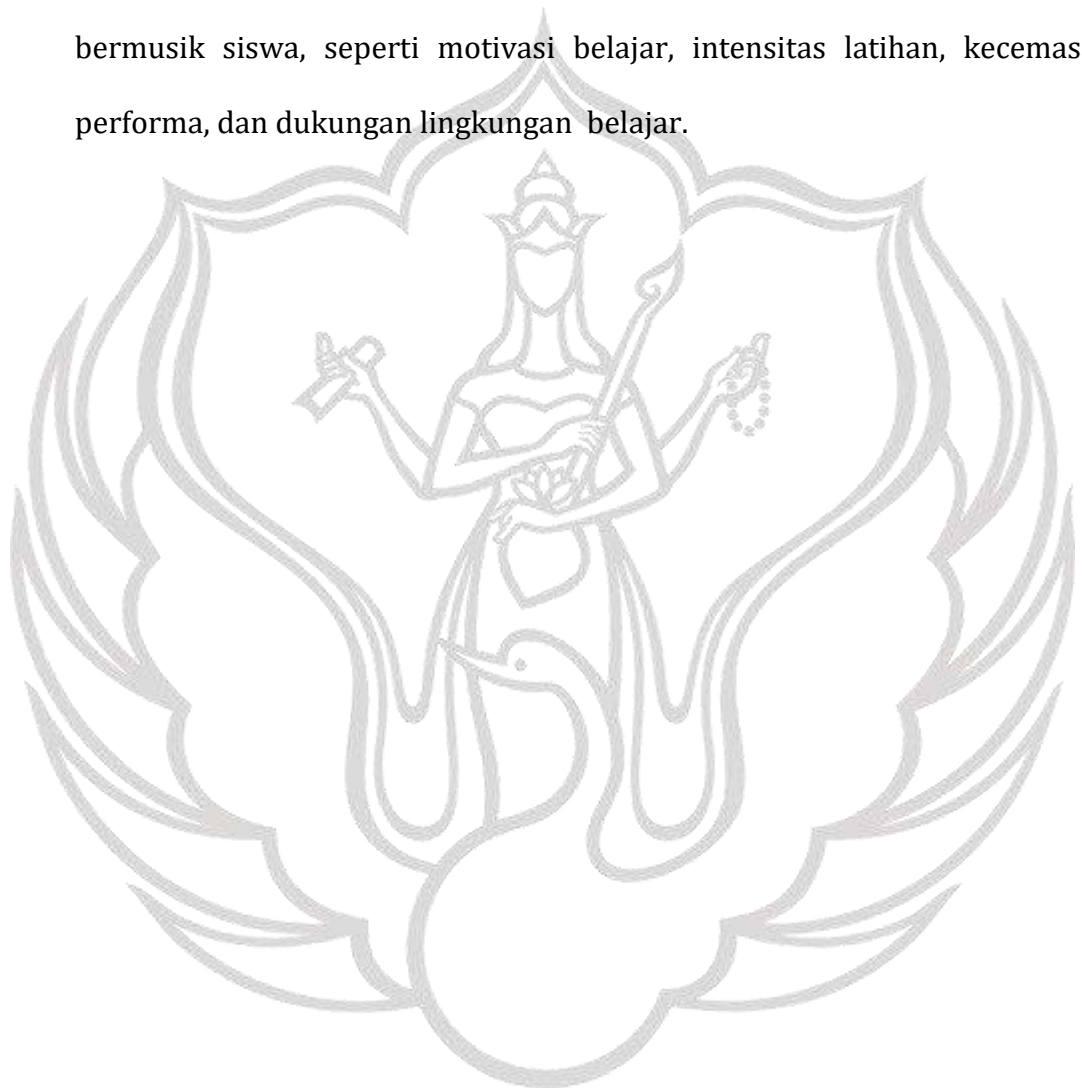 bermusik siswa, seperti motivasi belajar, intensitas latihan, kecemas
performa, dan dukungan lingkungan belajar.